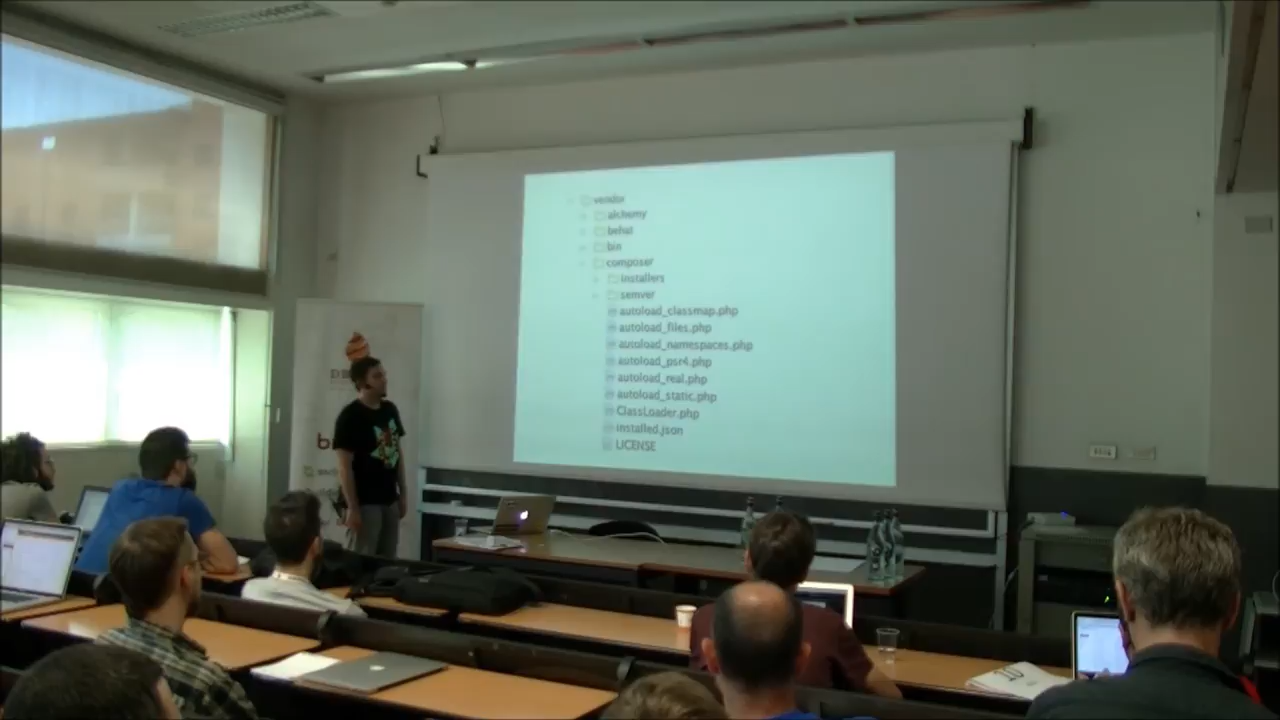 vendor
alchemy
behat
bin
composer
installers
semver
autoload_classmap.php
autoload_files.php
autoload_namespaces.php
autoload_psr4.php
autoload_real.php
autoload_static.php
ClassLoader.php
installed.json
LICENSE